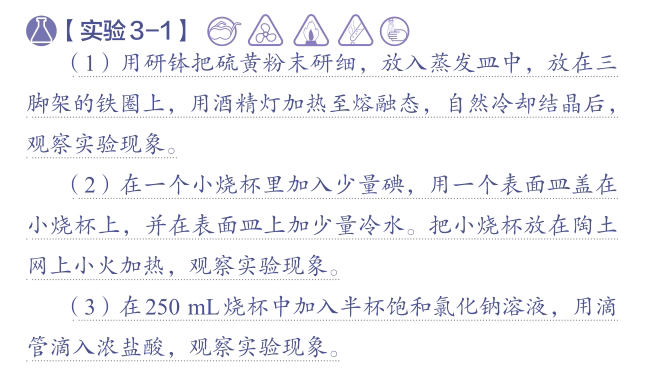 【实验3-1】
（1）用研钵把硫黄粉末研细，放入蒸发皿中，放在三
脚架的铁圈上，用酒精灯加热至熔融态，自然冷却结晶后，
观察实验现象。
（2）在一个小烧杯里加入少量碘，用一个表面皿盖在
小烧杯上，并在表面皿上加少量冷水。把小烧杯放在陶土
网上小火加热，观察实验现象。
（3）在250 mL烧杯中加入半杯饱和氯化钠溶液，用滴
管滴入浓盐酸，观察实验现象。